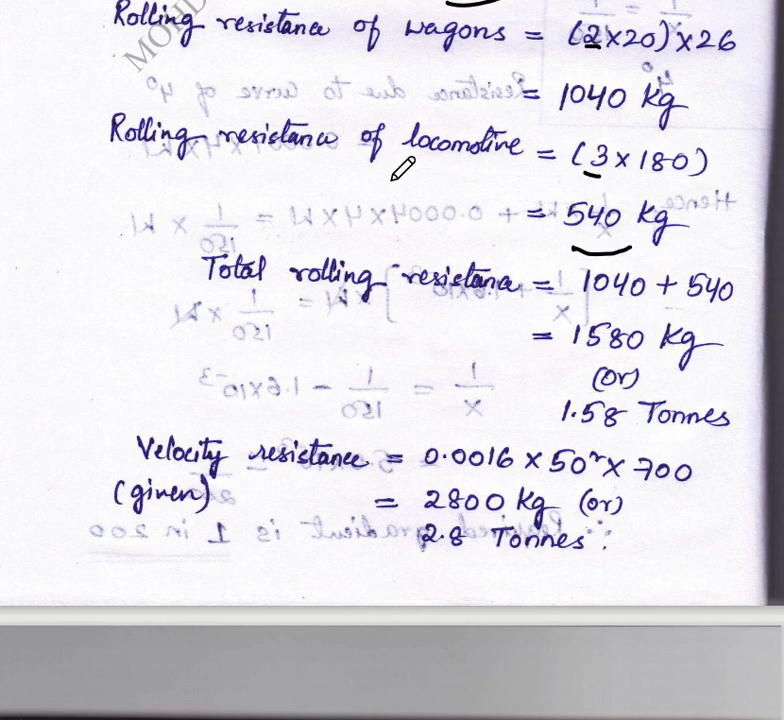 MOHD
Rolling resistance of wagons = (2×20)×26
= 1040 kg
Rolling resistance of locomotive = (3×180)
= 540 kg
Total rolling resistance = 1040 + 540
= 1580 kg
(or)
1.58 Tonnes
Velocity resistance = 0.0016 × 50² × 700
(given) = 2800 kg (or)
2.8 Tonnes.